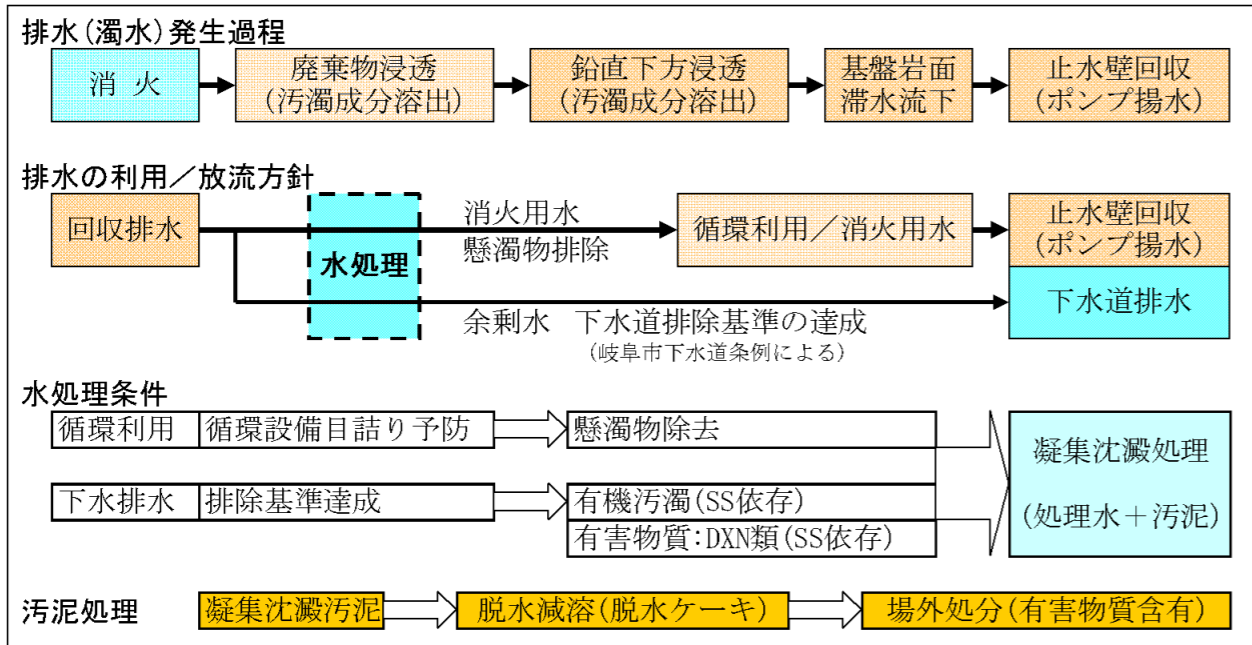 排水(濁水)発生過程
消 火
廃棄物浸透
(汚濁成分溶出)
鉛直下方浸透
(汚濁成分溶出)
基盤岩面
滞水流下
止水壁回収
(ポンプ揚水)
排水の利用／放流方針
回収排水
水処理
消火用水
懸濁物排除
循環利用／消火用水
止水壁回収
(ポンプ揚水)
下水道排水
余剰水 下水道排除基準の達成
(岐阜市下水道条例による)
水処理条件
循環利用 循環設備目詰り予防 懸濁物除去
下水排水 排除基準達成 有機汚濁(SS依存)
有害物質:DXN類(SS依存)
凝集沈澱処理
(処理水＋汚泥)
汚泥処理 凝集沈澱汚泥 脱水減溶(脱水ケーキ) 場外処分(有害物質含有)